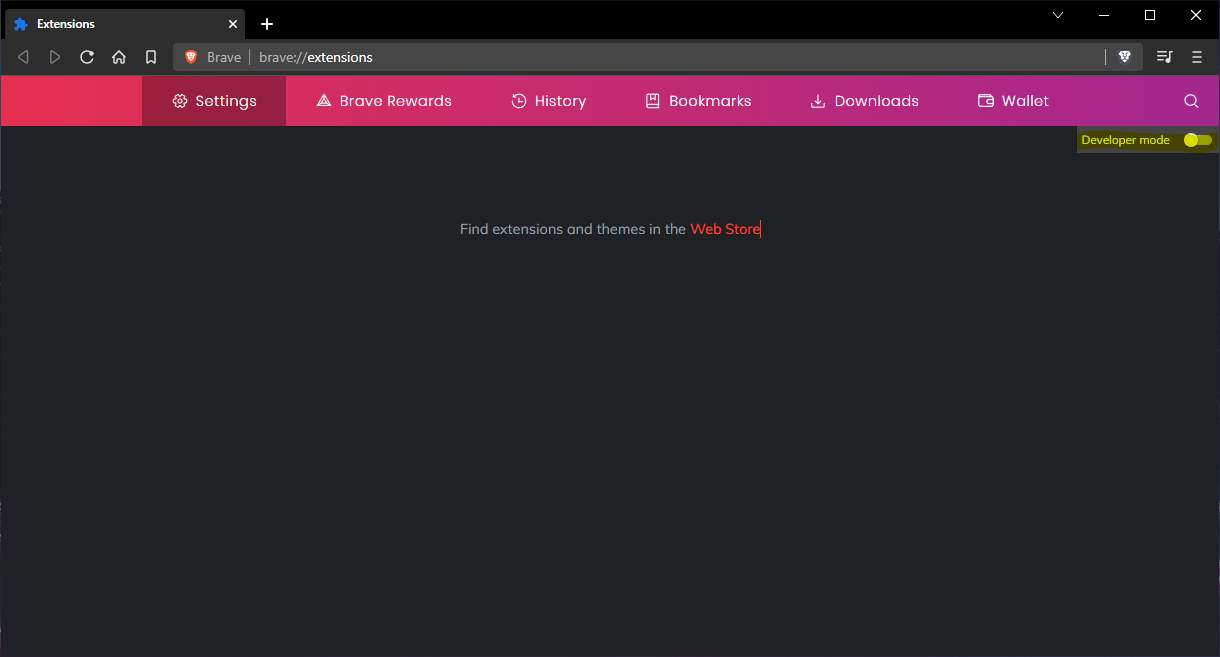 Extensions
Brave brave://extensions
Settings Brave Rewards History Bookmarks Downloads Wallet
Developer mode
Find extensions and themes in the Web Store